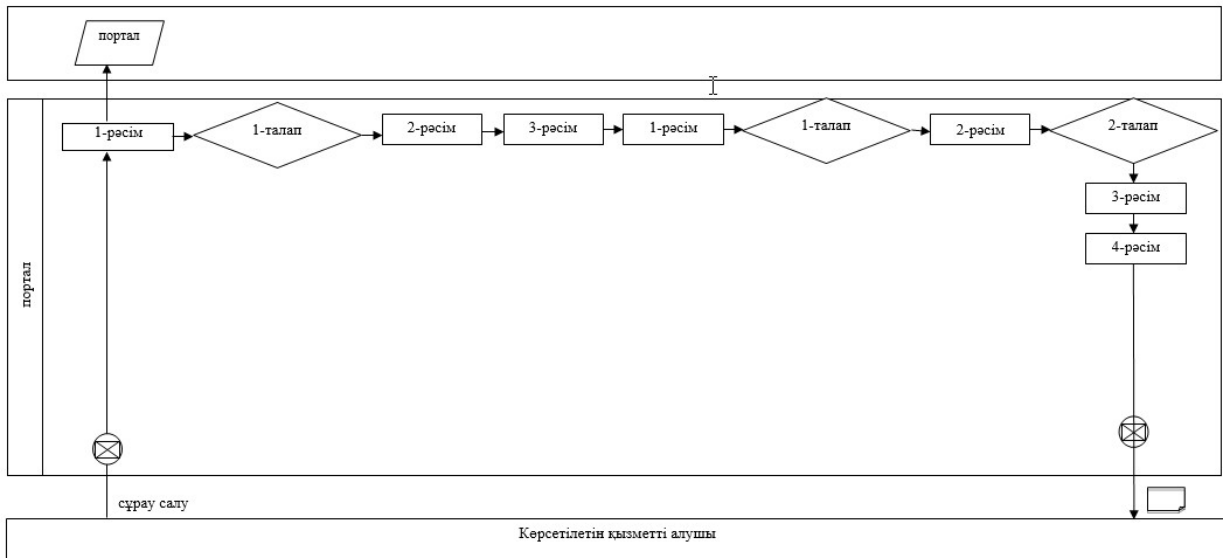 портал
1-рәсім
1-талап
2-рәсім
3-рәсім
1-рәсім
1-талап
2-рәсім
2-талап
3-рәсім
4-рәсім
портал
сұрау салу
Көрсетілетін қызметті алушы